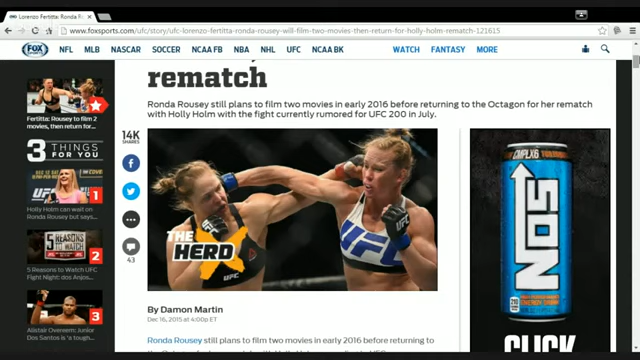 Lorenzo Fertitta: Ronda R
www.foxsports.com/ufc/story/ufc-lorenzo-fertitta-ronda-rousey-will-film-two-movies-then-return-for-holly-holm-rematch-121615
FOX SPORTS
NFL MLB NASCAR SOCCER NCAA FB NBA NHL UFC NCAA BK WATCH FANTASY MORE
rematch
Ronda Rousey still plans to film two movies in early 2016 before returning to the Octagon for her rematch
with Holly Holm with the fight currently rumored for UFC 200 in July.
Fertitta: Rousey to film 2
movies, then return for...
3 THINGS
FOR YOU
1
Holly Holm can wait on
Ronda Rousey but says...
5 REASONS
TO WATCH
2
5 Reasons to Watch UFC
Fight Night: dos Anjos...
3
Alistair Overeem: Junior
Dos Santos is 'a tough...
14K
SHARES
43
THE
HERD
UFC
UFC
By Damon Martin
Dec 16, 2015 at 4:00p ET
Ronda Rousey still plans to film two movies in early 2016 before returning to
CMPLX6
NOS
CLICK